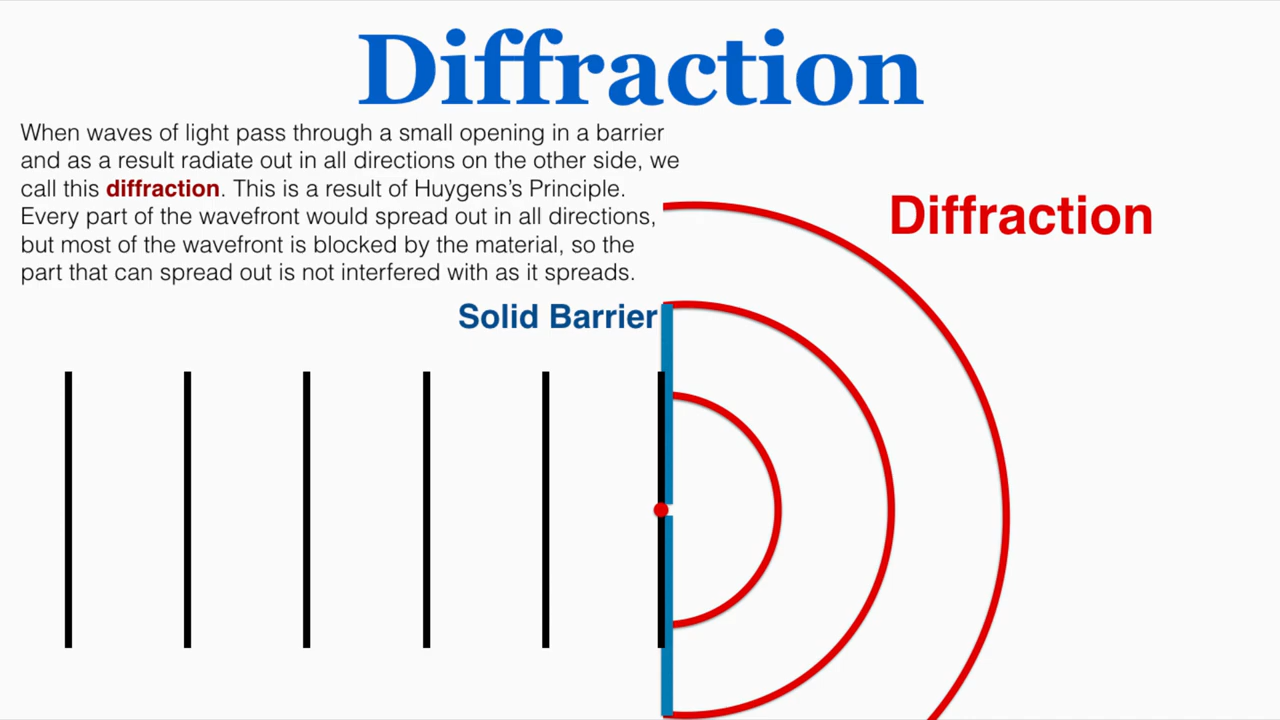 Diffraction
When waves of light pass through a small opening in a barrier
and as a result radiate out in all directions on the other side, we
call this diffraction. This is a result of Huygens's Principle.
Every part of the wavefront would spread out in all directions,
but most of the wavefront is blocked by the material, so the
part that can spread out is not interfered with as it spreads.
Diffraction
Solid Barrier